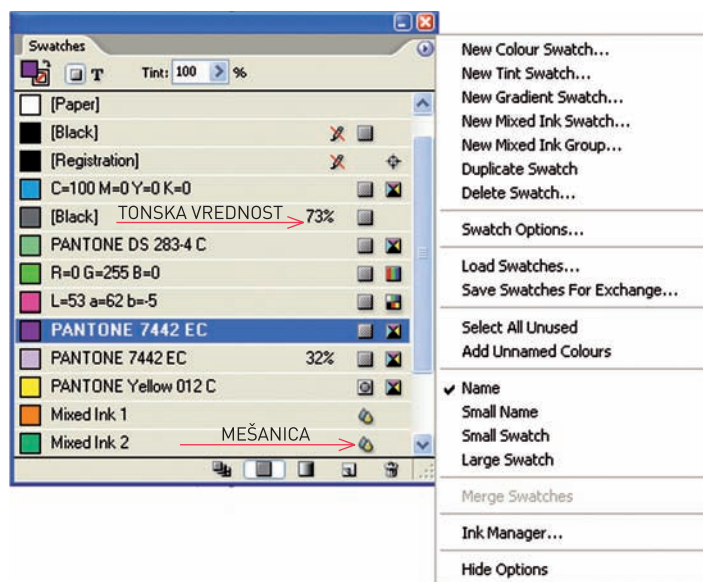 Swatches
T Tint: 100 %
[Paper]
[Black]
[Registration]
C=100 M=0 Y=0 K=0
[Black] TONSKA VREDNOST 73%
PANTONE DS 283-4 C
R=0 G=255 B=0
L=53 a=62 b=-5
PANTONE 7442 EC
PANTONE 7442 EC 32%
PANTONE Yellow 012 C
Mixed Ink 1
Mixed Ink 2 MEŠANICA
New Colour Swatch...
New Tint Swatch...
New Gradient Swatch...
New Mixed Ink Swatch...
New Mixed Ink Group...
Duplicate Swatch
Delete Swatch...
Swatch Options...
Load Swatches...
Save Swatches For Exchange...
Select All Unused
Add Unnamed Colours
Name
Small Name
Small Swatch
Large Swatch
Merge Swatches
Ink Manager...
Hide Options